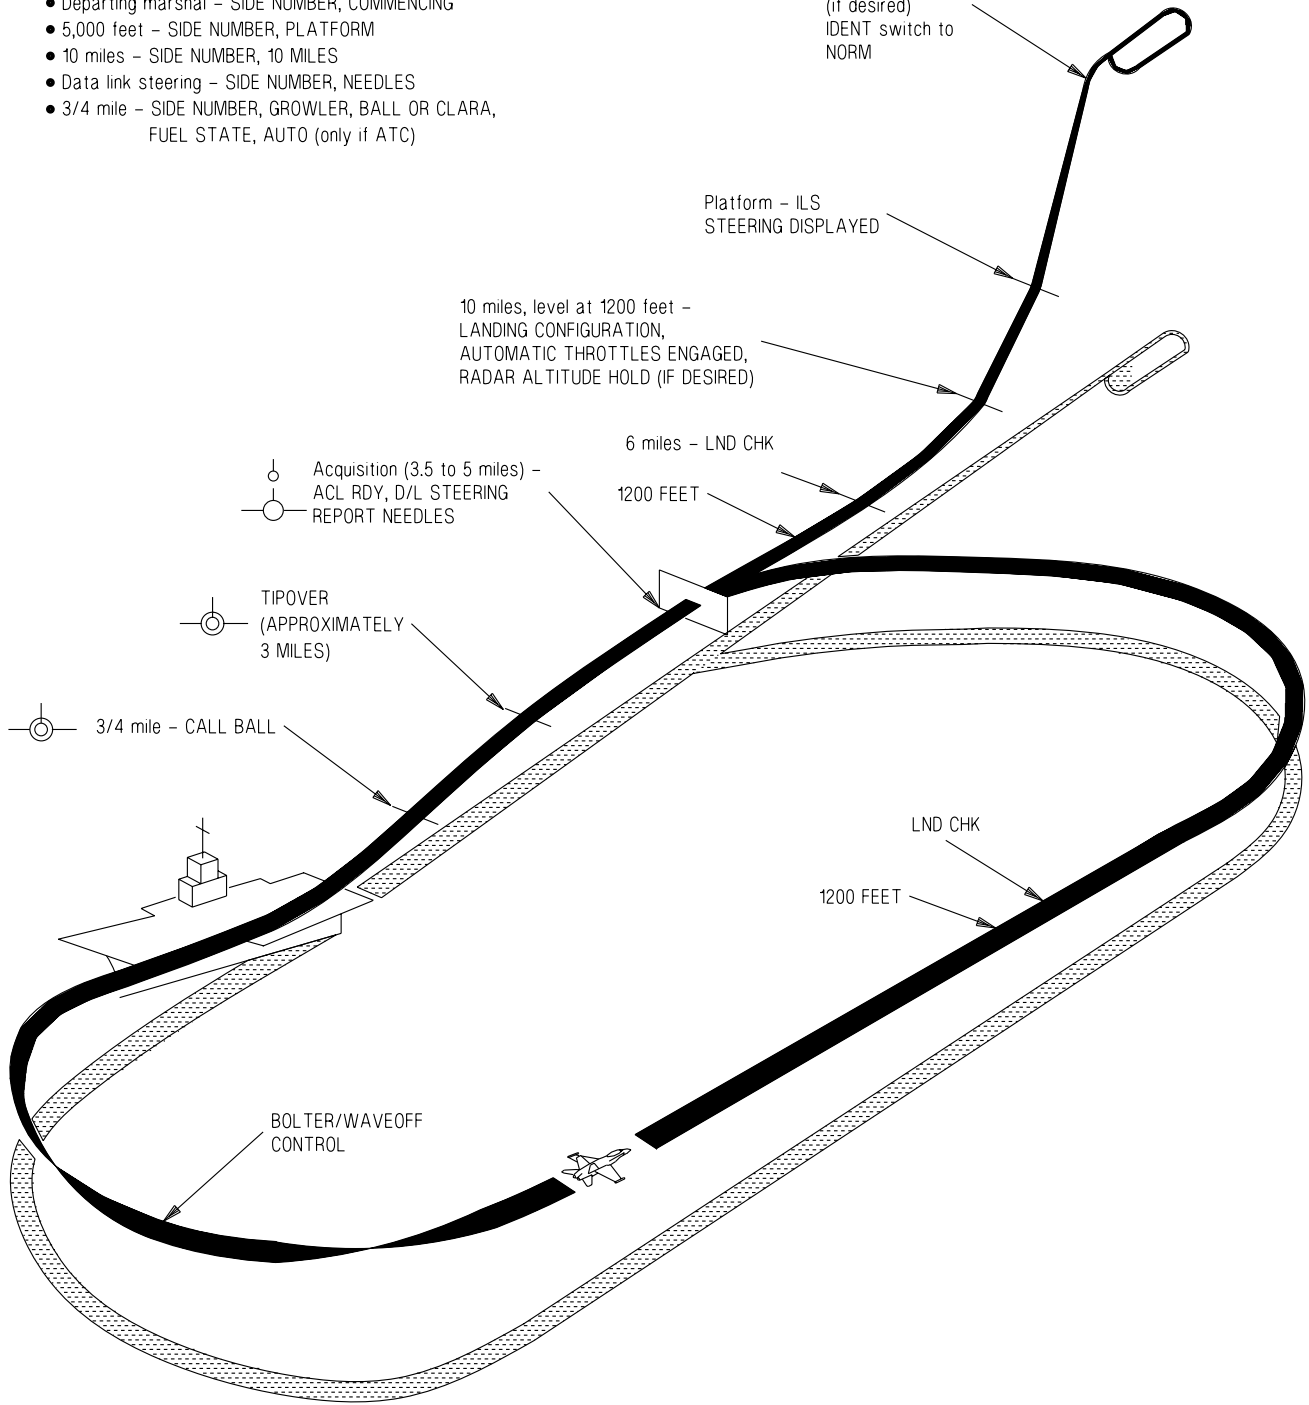 ● Departing marshal – SIDE NUMBER, COMMENCING
● 5,000 feet – SIDE NUMBER, PLATFORM
● 10 miles – SIDE NUMBER, 10 MILES
● Data link steering – SIDE NUMBER, NEEDLES
● 3/4 mile – SIDE NUMBER, GROWLER, BALL OR CLARA,
FUEL STATE, AUTO (only if ATC)
(if desired)
IDENT switch to
NORM
Platform – ILS
STEERING DISPLAYED
10 miles, level at 1200 feet –
LANDING CONFIGURATION,
AUTOMATIC THROTTLES ENGAGED,
RADAR ALTITUDE HOLD (IF DESIRED)
6 miles – LND CHK
1200 FEET
Acquisition (3.5 to 5 miles) –
ACL RDY, D/L STEERING
REPORT NEEDLES
TIPOVER
(APPROXIMATELY
3 MILES)
3/4 mile – CALL BALL
LND CHK
1200 FEET
BOLTER/WAVEOFF
CONTROL